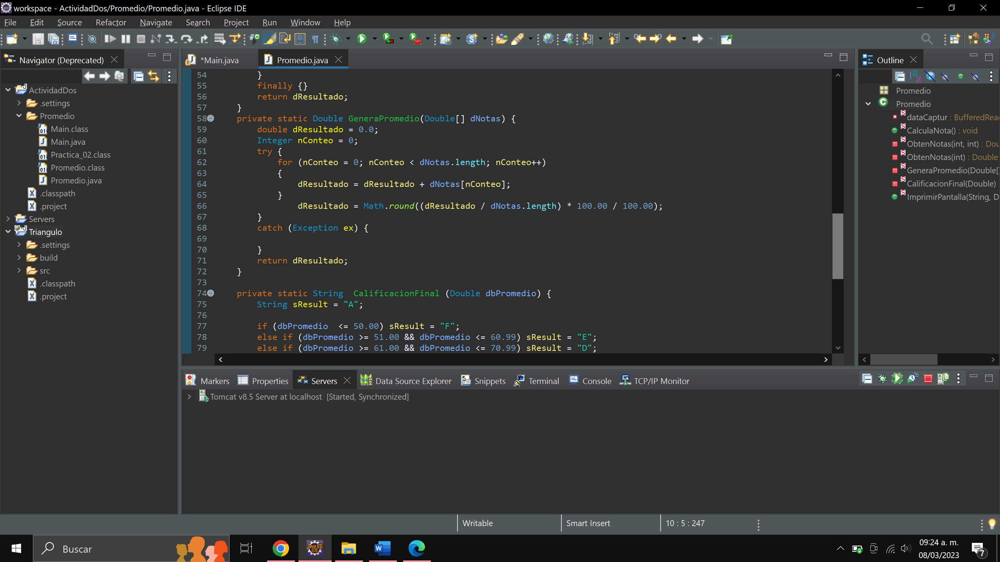 workspace - ActividadDos/Promedio/Promedio.java - Eclipse IDE
File Edit Source Refactor Navigate Search Project Run Window Help
Navigator (Deprecated)
ActividadDos
.settings
Promedio
Main.class
Main.java
Practica_02.class
Promedio.class
Promedio.java
.classpath
.project
Servers
Triangulo
.settings
build
src
.classpath
.project
*Main.java Promedio.java
54 }
55 finally {}
56 return dResultado;
57 }
58 private static Double GeneraPromedio(Double[] dNotas) {
59 double dResultado = 0.0;
60 Integer nConteo = 0;
61 try {
62 for (nConteo = 0; nConteo < dNotas.length; nConteo++)
63 {
64 dResultado = dResultado + dNotas[nConteo];
65 }
66 dResultado = Math.round((dResultado / dNotas.length) * 100.00 / 100.00);
67 }
68 catch (Exception ex) {
69
70 }
71 return dResultado;
72 }
73
74 private static String  CalificacionFinal (Double dbPromedio) {
75 String sResult = "A";
76
77 if (dbPromedio  <= 50.00) sResult = "F";
78 else if (dbPromedio >= 51.00 && dbPromedio <= 60.99) sResult = "E";
79 else if (dbPromedio >= 61.00 && dbPromedio <= 70.99) sResult = "D";
Outline
Promedio
Promedio
dataCaptur : BufferedRea
CalculaNota() : void
ObtenNotas(int, int) : Dou
ObtenNotas(int) : Double
GeneraPromedio(Double[
CalificacionFinal(Double)
ImprimirPantalla(String, D
Markers Properties Servers Data Source Explorer Snippets Terminal Console TCP/IP Monitor
Tomcat v8.5 Server at localhost  [Started, Synchronized]
Writable Smart Insert 10 : 5 : 247
Buscar
09:24 a. m.
08/03/2023
7